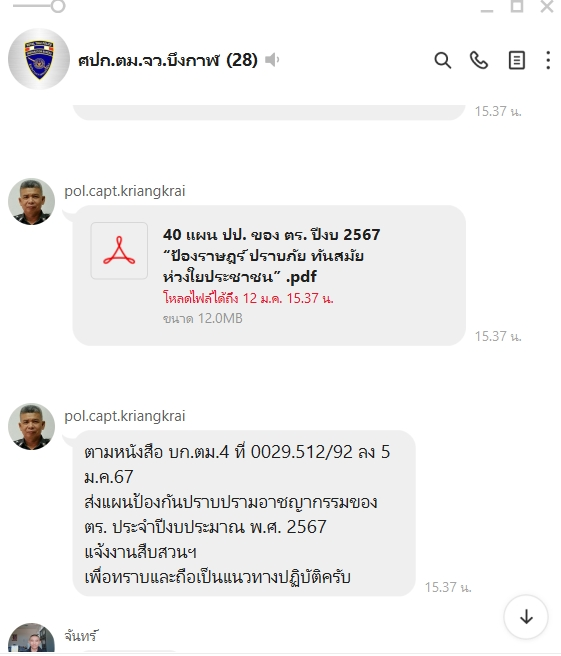 ศปก.ตม.จว.บึงกาฬ (28)
15.37 น.
pol.capt.kriangkrai
40 แผน ปป. ของ ตร. ปีงบ 2567
“ป้องราษฎร์ ปราบภัย ทันสมัย
ห่วงใยประชาชน” .pdf
โหลดไฟล์ได้ถึง 12 ม.ค. 15.37 น.
ขนาด 12.0MB
15.37 น.
pol.capt.kriangkrai
ตามหนังสือ บก.ตม.4 ที่ 0029.512/92 ลง 5
ม.ค.67
ส่งแผนป้องกันปราบปรามอาชญากรรมของ
ตร. ประจำปีงบประมาณ พ.ศ. 2567
แจ้งงานสืบสวนฯ
เพื่อทราบและถือเป็นแนวทางปฏิบัติครับ
15.37 น.
จันทร์